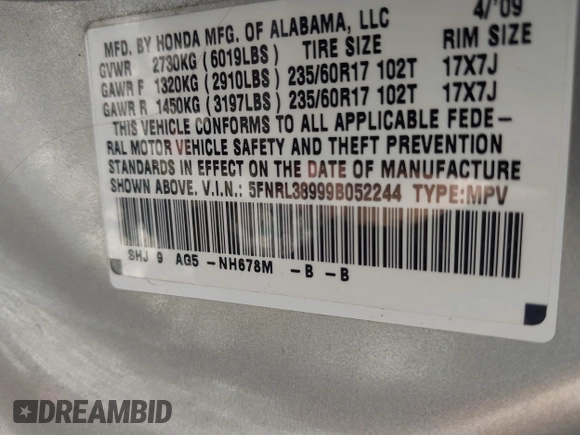 MFD. BY HONDA MFG. OF ALABAMA, LLC 4/'09
GVWR 2730KG (6019LBS) TIRE SIZE RIM SIZE
GAWR F 1320KG (2910LBS) 235/60R17 102T 17X7J
GAWR R 1450KG (3197LBS) 235/60R17 102T 17X7J
THIS VEHICLE CONFORMS TO ALL APPLICABLE FEDE-
RAL MOTOR VEHICLE SAFETY AND THEFT PREVENTION
STANDARDS IN EFFECT ON THE DATE OF MANUFACTURE
SHOWN ABOVE. V.I.N.: 5FNRL38999B052244 TYPE:MPV
SHJ 9 AG5 -NH678M -B -B
DREAMBID